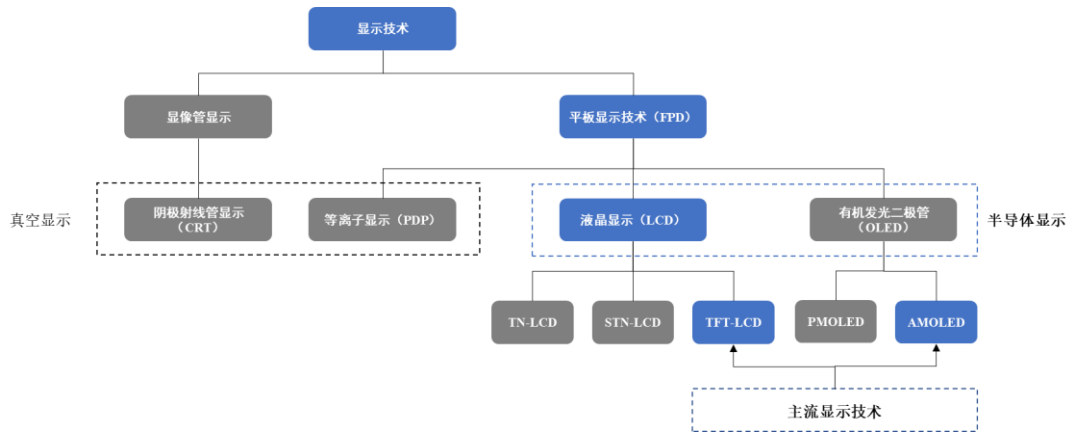 显示技术
显像管显示
平板显示技术（FPD）
真空显示
阴极射线管显示
（CRT）
等离子显示（PDP）
液晶显示（LCD）
有机发光二极管
（OLED）
半导体显示
TN-LCD
STN-LCD
TFT-LCD
PMOLED
AMOLED
主流显示技术